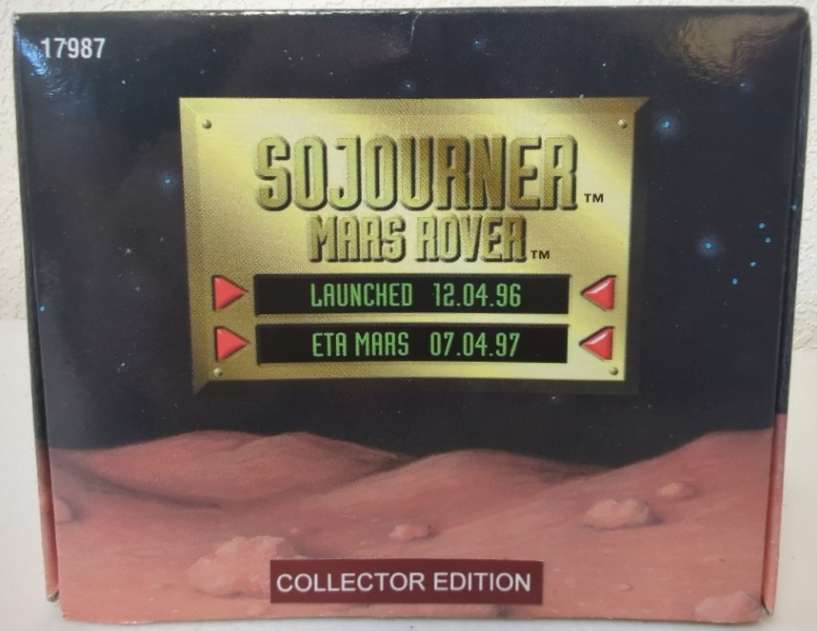 17987
SOJOURNER™
MARS ROVER™
LAUNCHED 12.04.96
ETA MARS 07.04.97
COLLECTOR EDITION